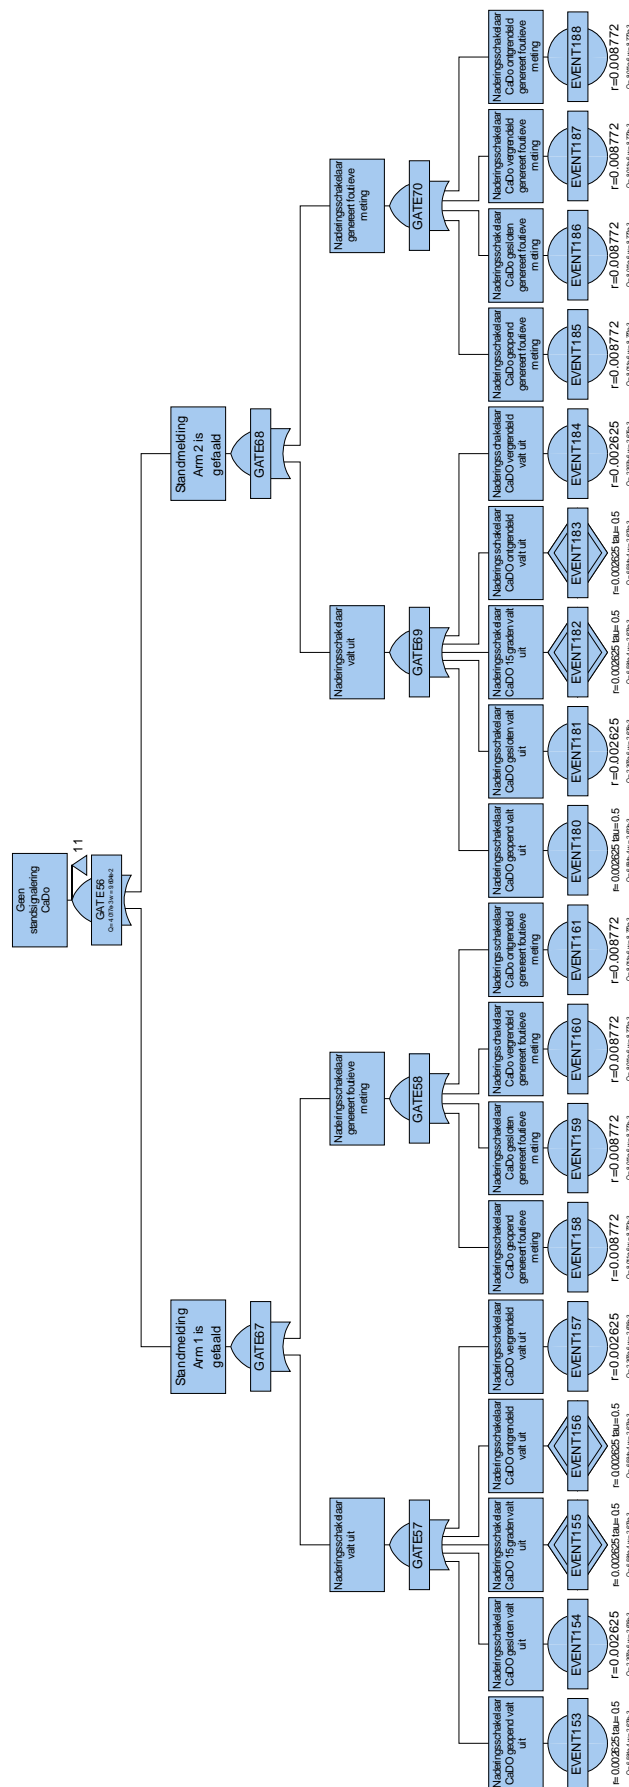 Geen
standsignalering
CaDo
11
GATE56
Standmelding
Arm 1 is
gefaald
GATE67
Standmelding
Arm 2 is
gefaald
GATE68
Naderingsschakelaar
valt uit
GATE57
Naderingsschakelaar
genereert foutieve
meting
GATE58
Naderingsschakelaar
valt uit
GATE69
Naderingsschakelaar
genereert foutieve
meting
GATE70
Naderingsschakelaar
CaDO geopend valt
uit
EVENT153
r=0.002625 tau=0.5
Naderingsschakelaar
CaDO gesloten valt
uit
EVENT154
r=0.002625
Naderingsschakelaar
CaDO 15 graden valt
uit
EVENT155
r=0.002625 tau=0.5
Naderingsschakelaar
CaDO ontgrendeld
valt uit
EVENT156
r=0.002625 tau=0.5
Naderingsschakelaar
CaDO vergrendeld
valt uit
EVENT157
r=0.002625
Naderingsschakelaar
CaDo geopend
genereert foutieve
meting
EVENT158
r=0.008772
Naderingsschakelaar
CaDo gesloten
genereert foutieve
meting
EVENT159
r=0.008772
Naderingsschakelaar
CaDo vergrendeld
genereert foutieve
meting
EVENT160
r=0.008772
Naderingsschakelaar
CaDo ontgrendeld
genereert foutieve
meting
EVENT161
r=0.008772
Naderingsschakelaar
CaDO geopend valt
uit
EVENT180
r=0.002625 tau=0.5
Naderingsschakelaar
CaDO gesloten valt
uit
EVENT181
r=0.002625
Naderingsschakelaar
CaDO 15 graden valt
uit
EVENT182
r=0.002625 tau=0.5
Naderingsschakelaar
CaDO ontgrendeld
valt uit
EVENT183
r=0.002625 tau=0.5
Naderingsschakelaar
CaDO vergrendeld
valt uit
EVENT184
r=0.002625
Naderingsschakelaar
CaDo geopend
genereert foutieve
meting
EVENT185
r=0.008772
Naderingsschakelaar
CaDo gesloten
genereert foutieve
meting
EVENT186
r=0.008772
Naderingsschakelaar
CaDo vergrendeld
genereert foutieve
meting
EVENT187
r=0.008772
Naderingsschakelaar
CaDo ontgrendeld
genereert foutieve
meting
EVENT188
r=0.008772